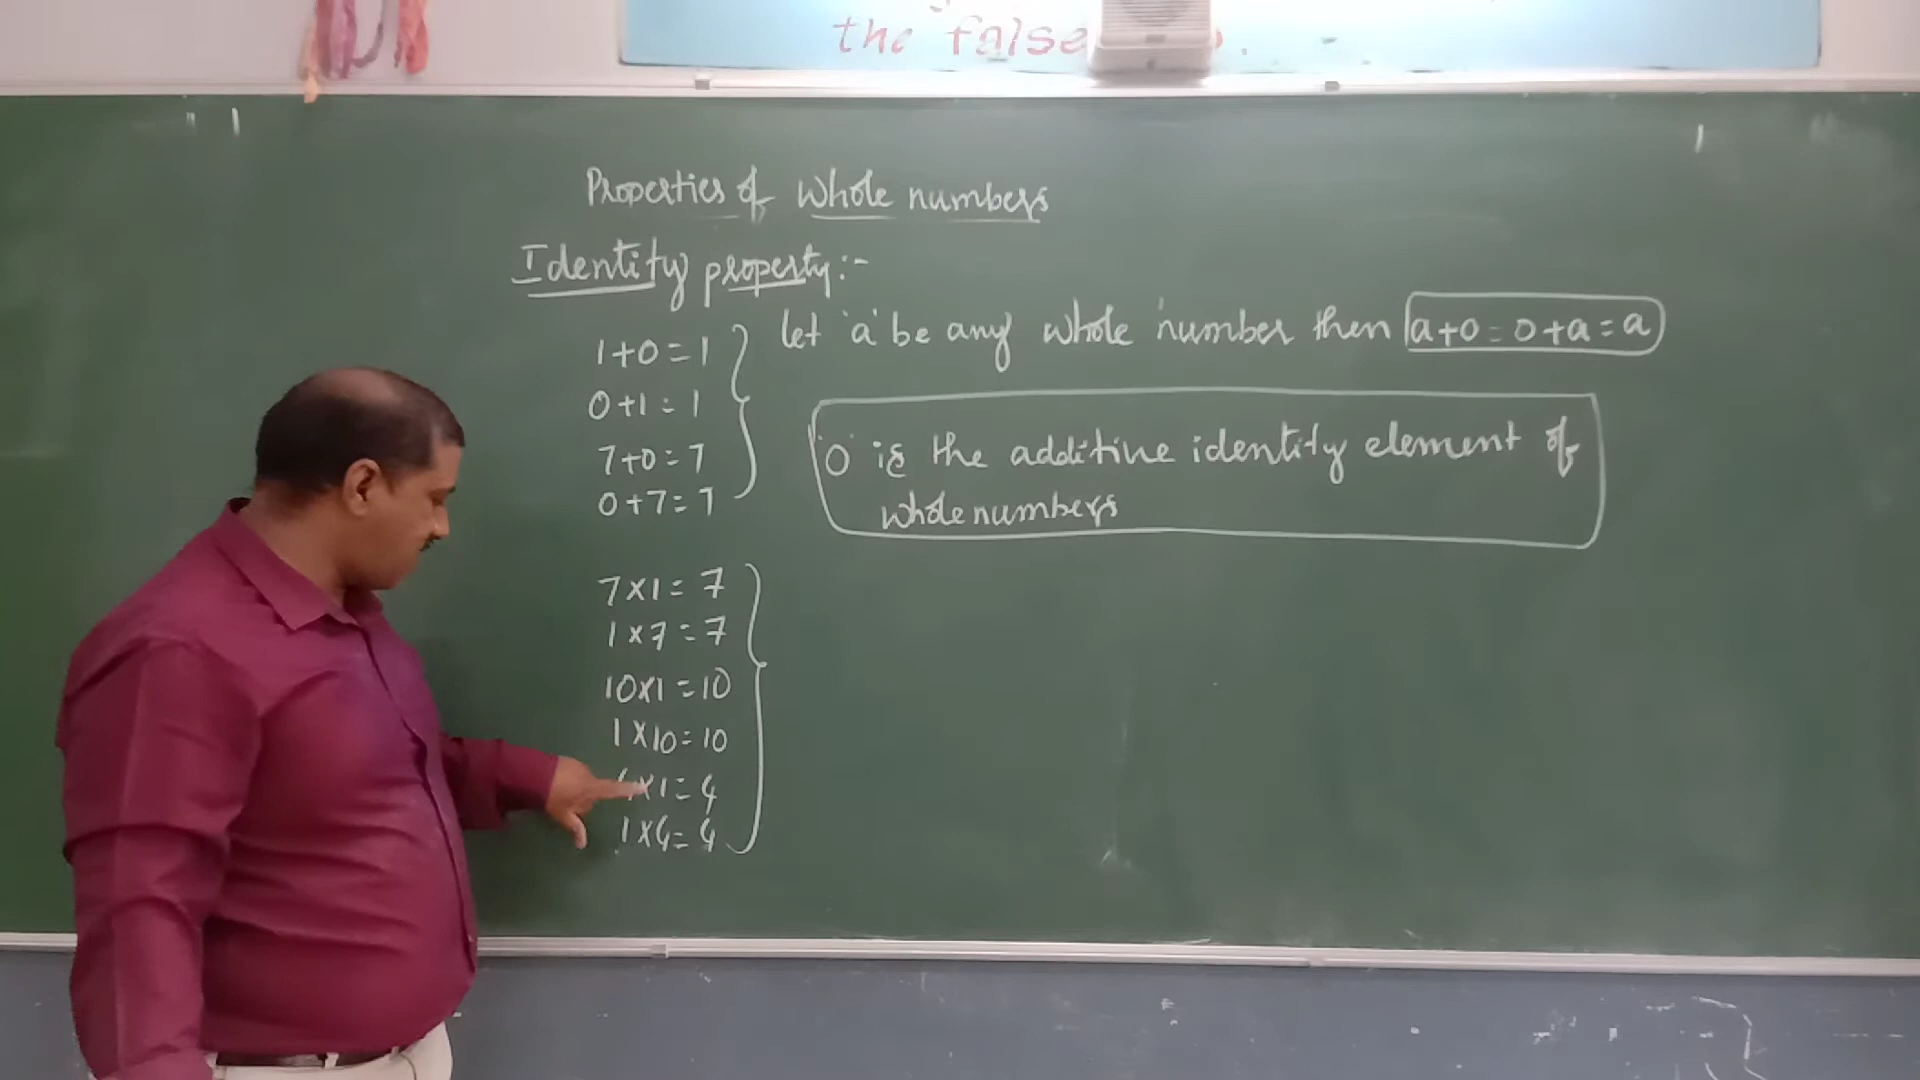 the false
Properties of Whole numbers
Identity property:-
let 'a' be any whole number then a+0=0+a=a
1+0=1
0+1=1
7+0=7
0+7=7
'0' is the additive identity element of
whole numbers
7×1=7
1×7=7
10×1=10
1×10=10
4×1=4
1×4=4